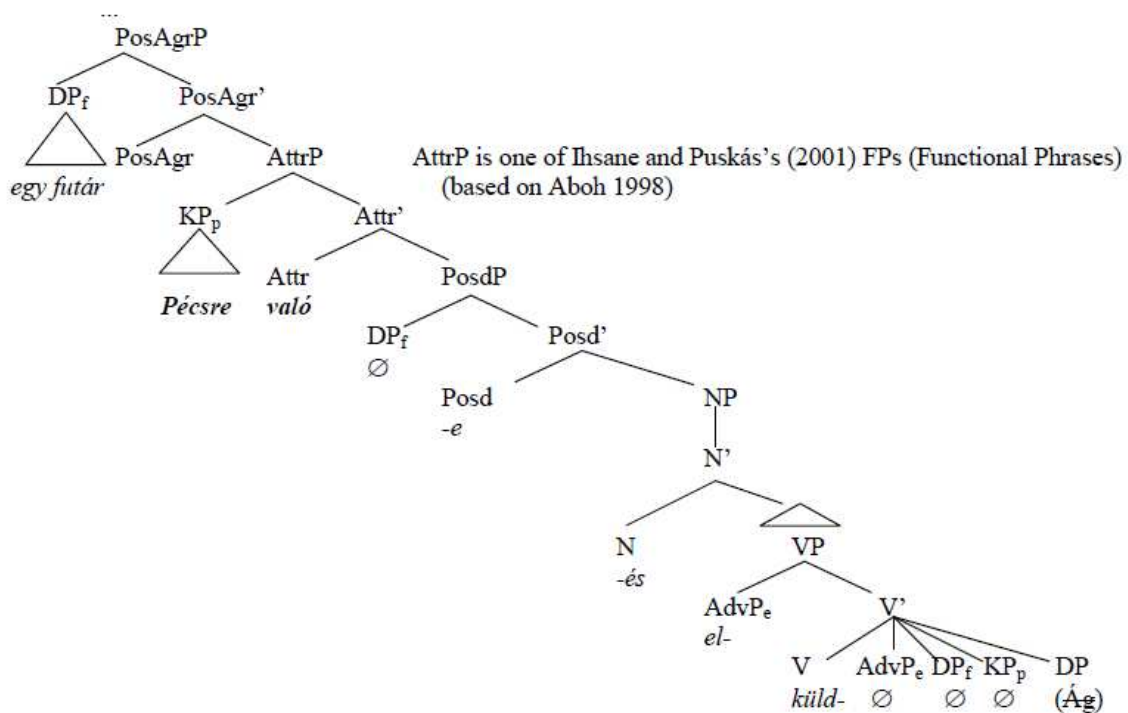 ...
PosAgrP
DPf PosAgr’
PosAgr AttrP AttrP is one of Ihsane and Puskás’s (2001) FPs (Functional Phrases)
egy futár (based on Aboh 1998)
KPp Attr’
Attr PosdP
Pécsre való
DPf Posd’
∅
Posd NP
-e
N’
N VP
-és
AdvPe V’
el-
V AdvPe DPf KPp DP
küld- ∅ ∅ ∅ (Ág)